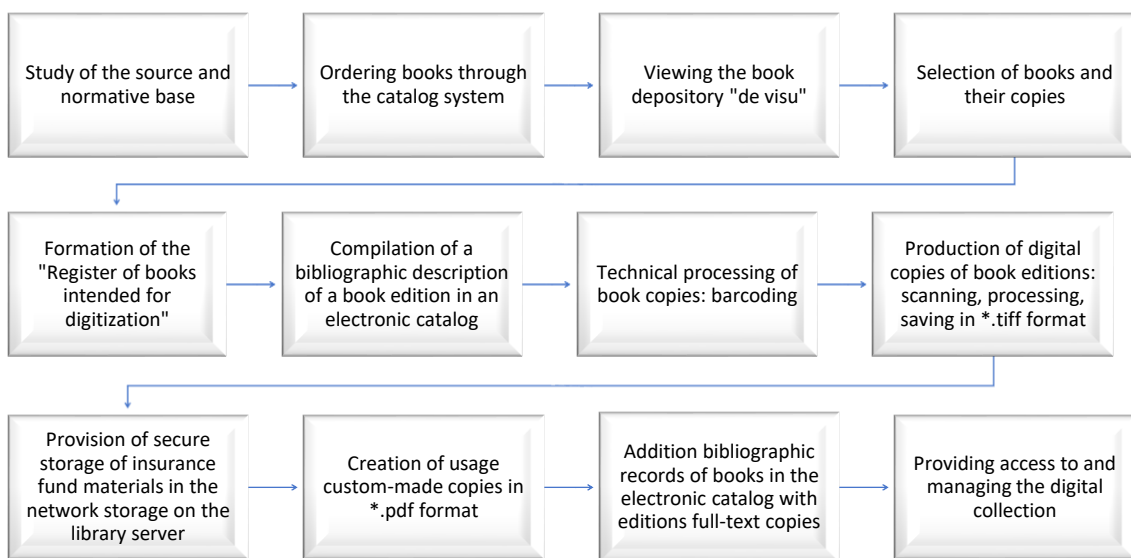 Study of the source and
normative base
Ordering books through
the catalog system
Viewing the book
depository "de visu"
Selection of books and
their copies
Formation of the
"Register of books
intended for
digitization"
Compilation of a
bibliographic description
of a book edition in an
electronic catalog
Technical processing of
book copies: barcoding
Production of digital
copies of book editions:
scanning, processing,
saving in *.tiff format
Provision of secure
storage of insurance
fund materials in the
network storage on the
library server
Creation of usage
custom-made copies in
*.pdf format
Addition bibliographic
records of books in the
electronic catalog with
editions full-text copies
Providing access to and
managing the digital
collection